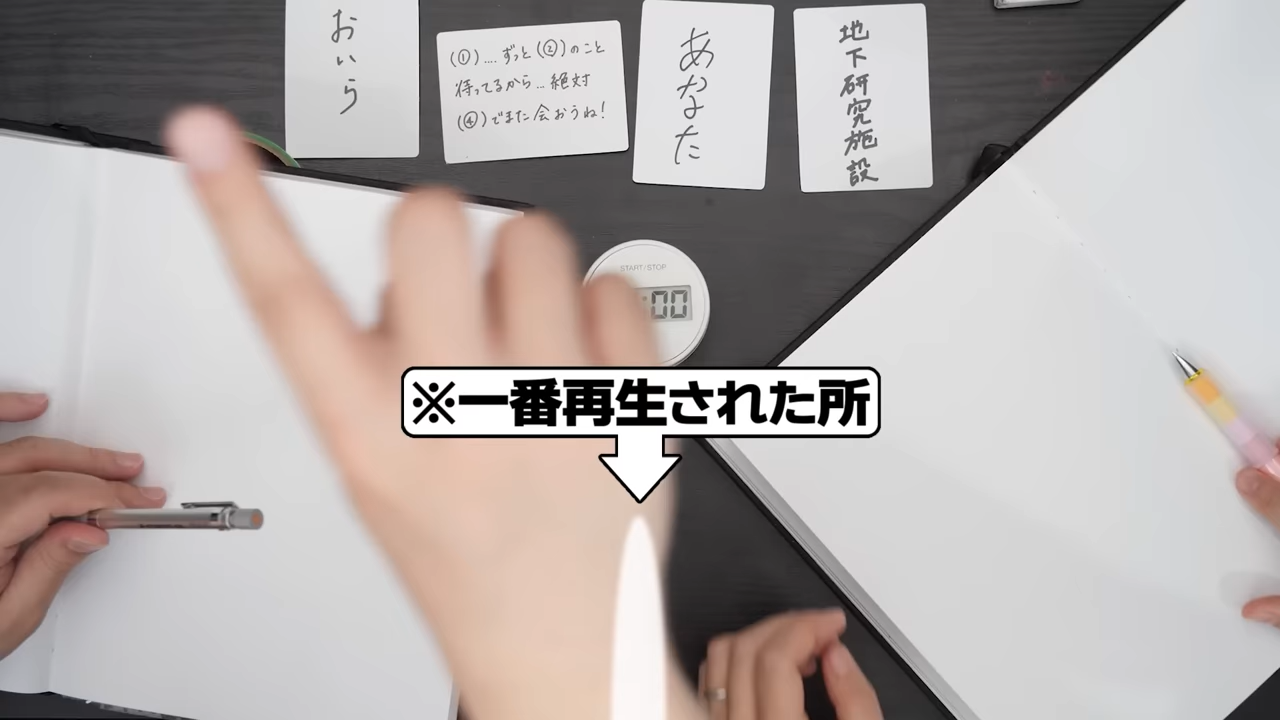 おいら
(①)....ずっと(②)のこと
待ってるから...絶対
(④)でまた会おうね!
あなた
地下研究施設
START/STOP
:00
※一番再生された所